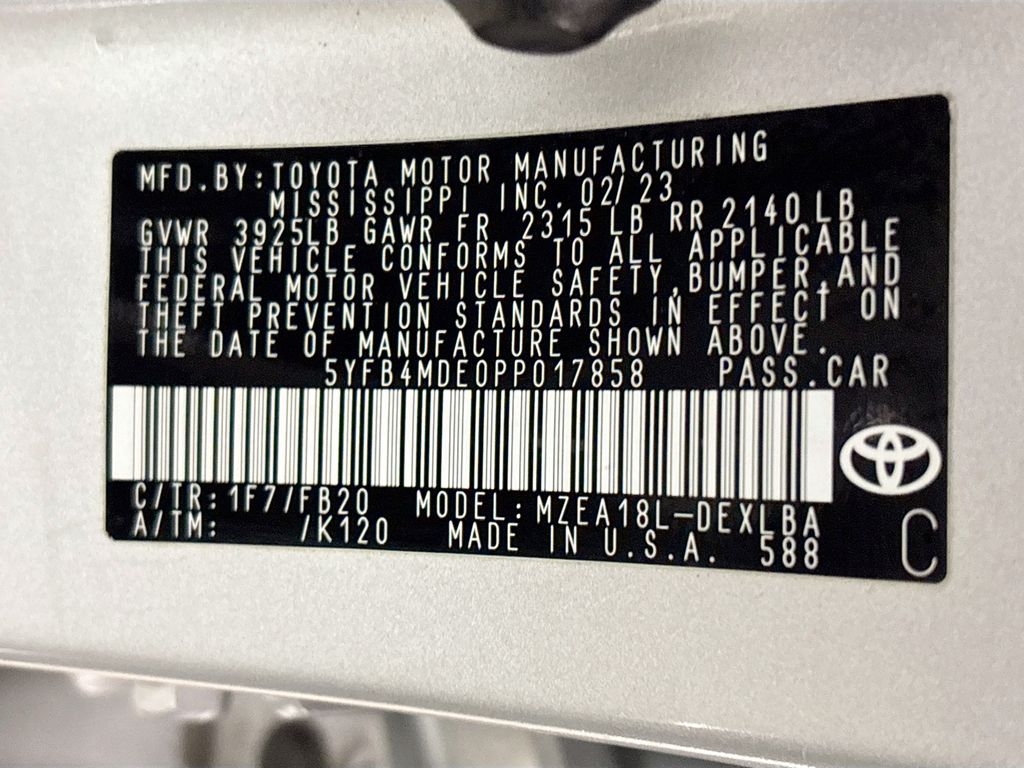 MFD.BY:TOYOTA MOTOR MANUFACTURING
MISSISSIPPI INC. 02/23
GVWR 3925LB GAWR FR 2315 LB RR 2140 LB
THIS VEHICLE CONFORMS TO ALL APPLICABLE
FEDERAL MOTOR VEHICLE SAFETY,BUMPER,AND
THEFT PREVENTION STANDARDS IN EFFECT ON
THE DATE OF MANUFACTURE SHOWN ABOVE.
5YFB4MDE0PP017858 PASS.CAR
C/TR:1F7/FB20 MODEL:MZEA18L-DEXLBA
A/TM: /K120 MADE IN U.S.A. 588
C